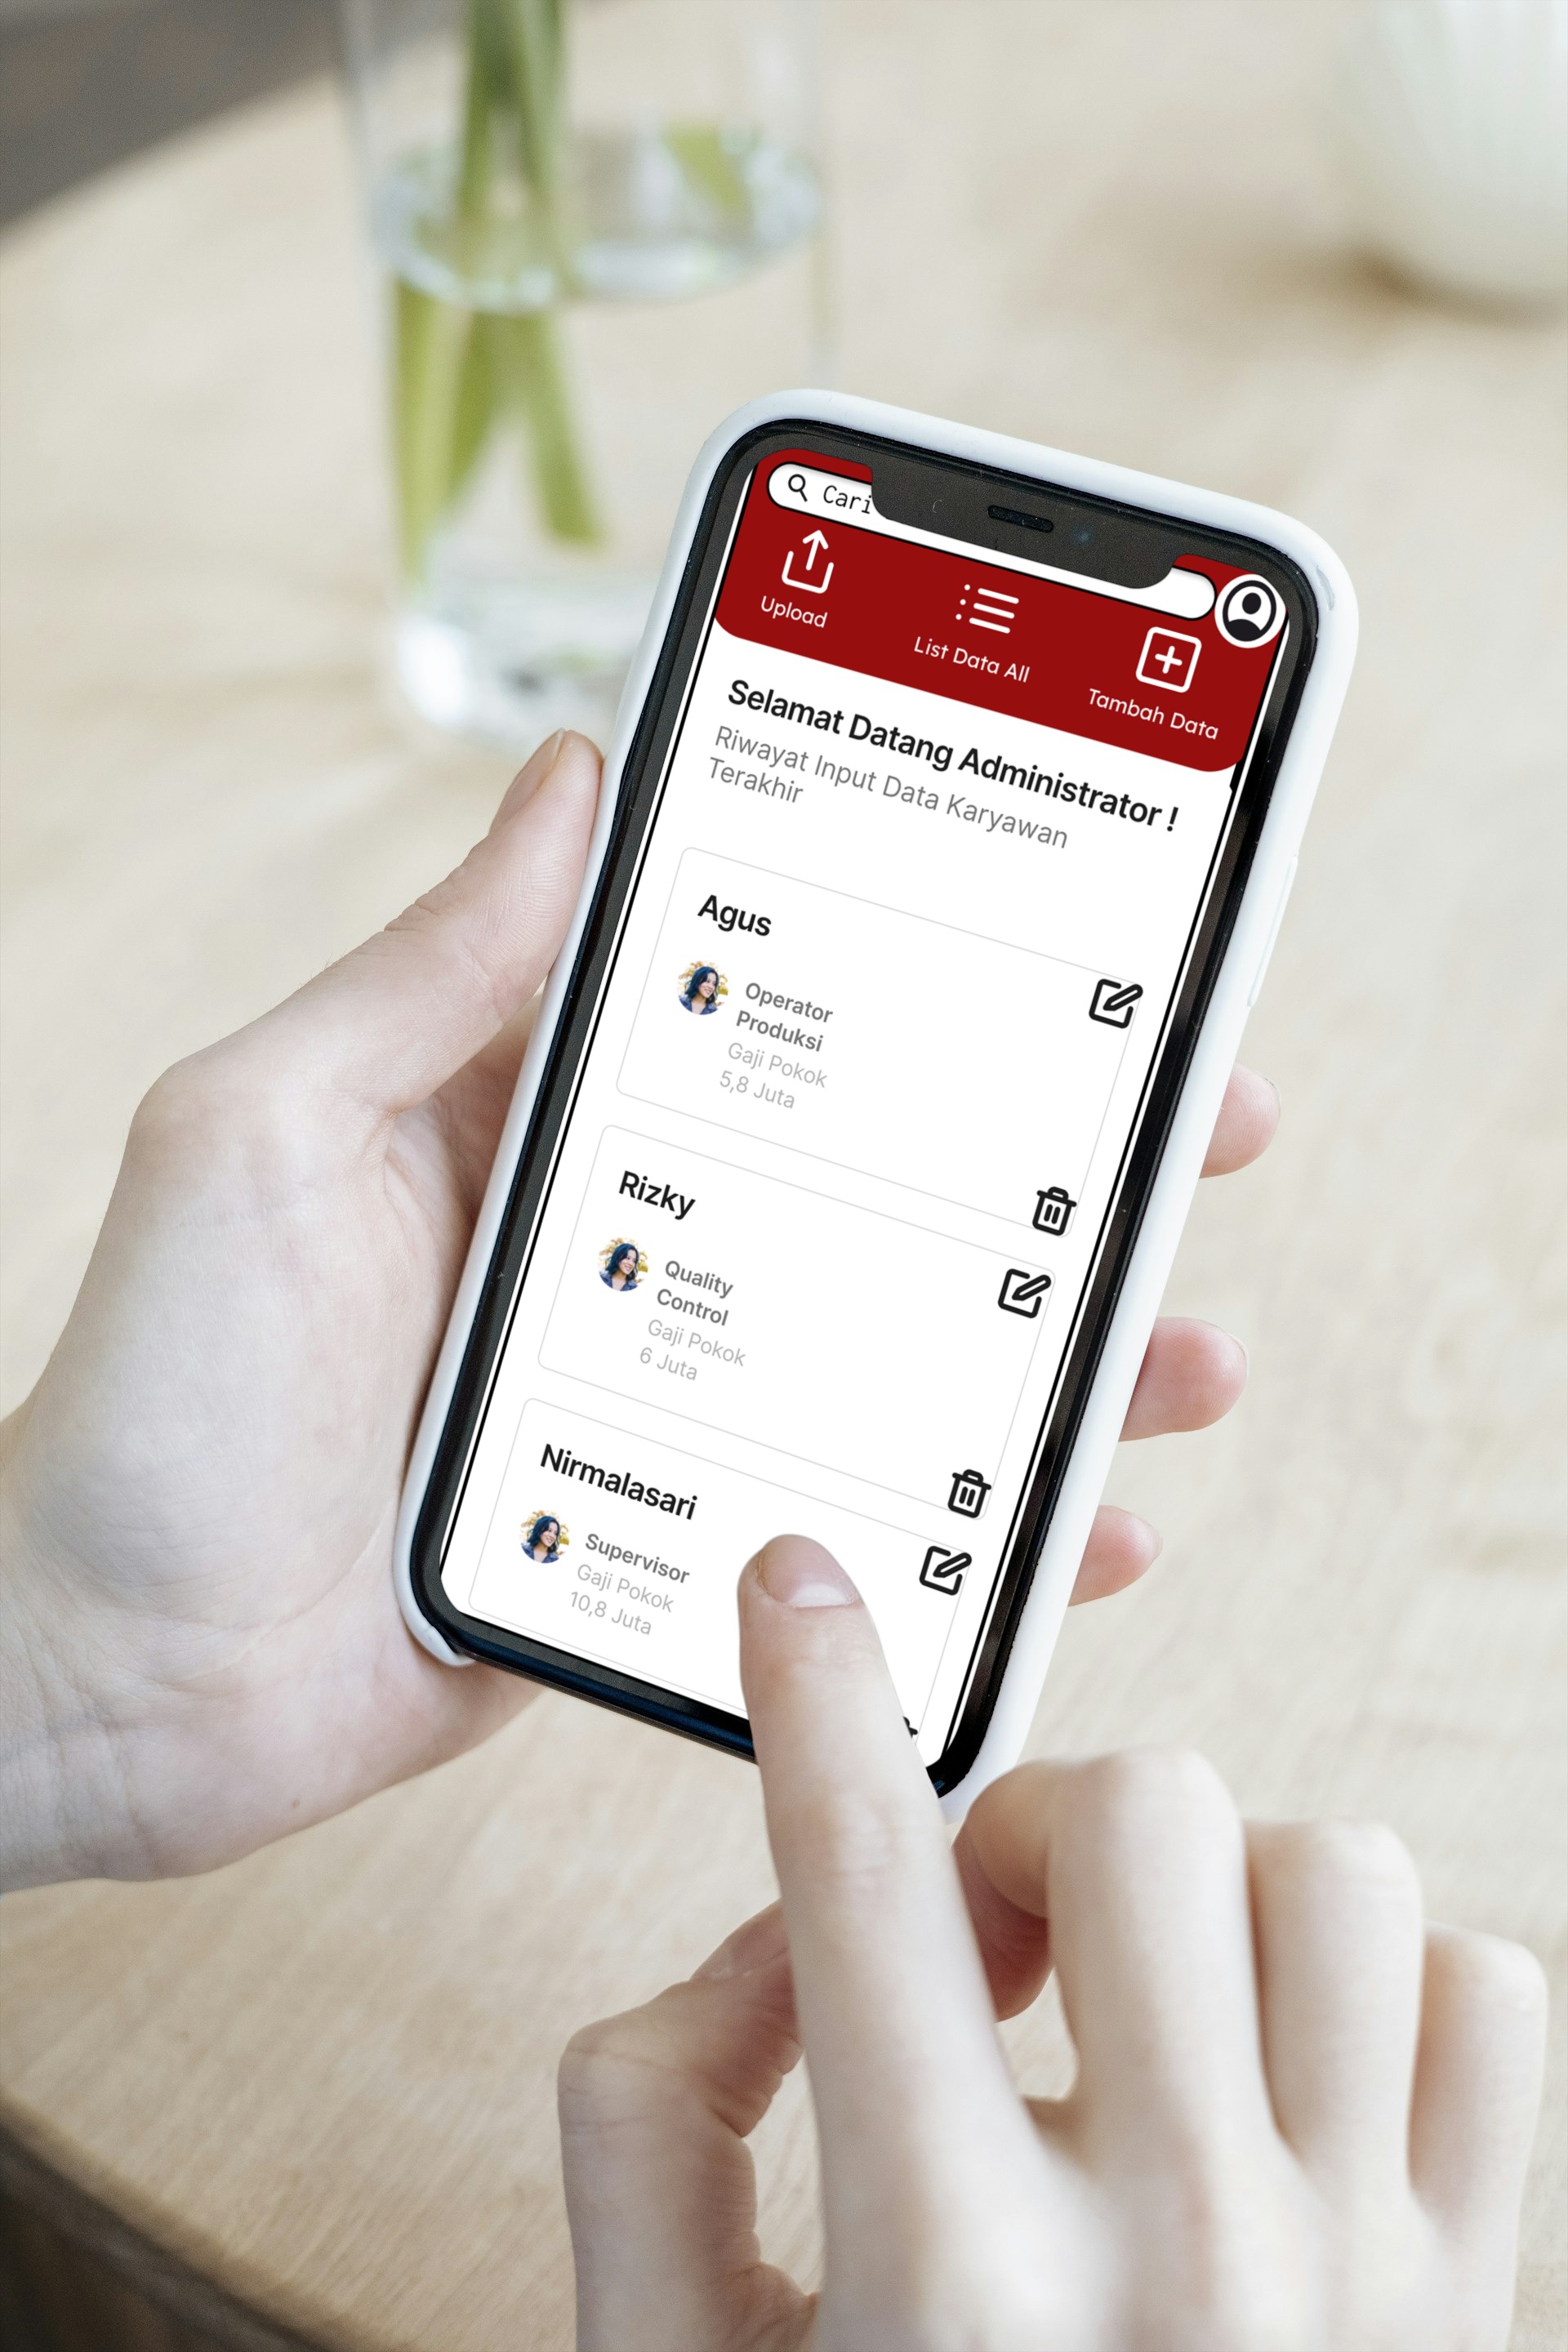 Cari
Upload
List Data All
Tambah Data
Selamat Datang Administrator !
Riwayat Input Data Karyawan
Terakhir
Agus
Operator
Produksi
Gaji Pokok
5,8 Juta
Rizky
Quality
Control
Gaji Pokok
6 Juta
Nirmalasari
Supervisor
Gaji Pokok
10,8 Juta